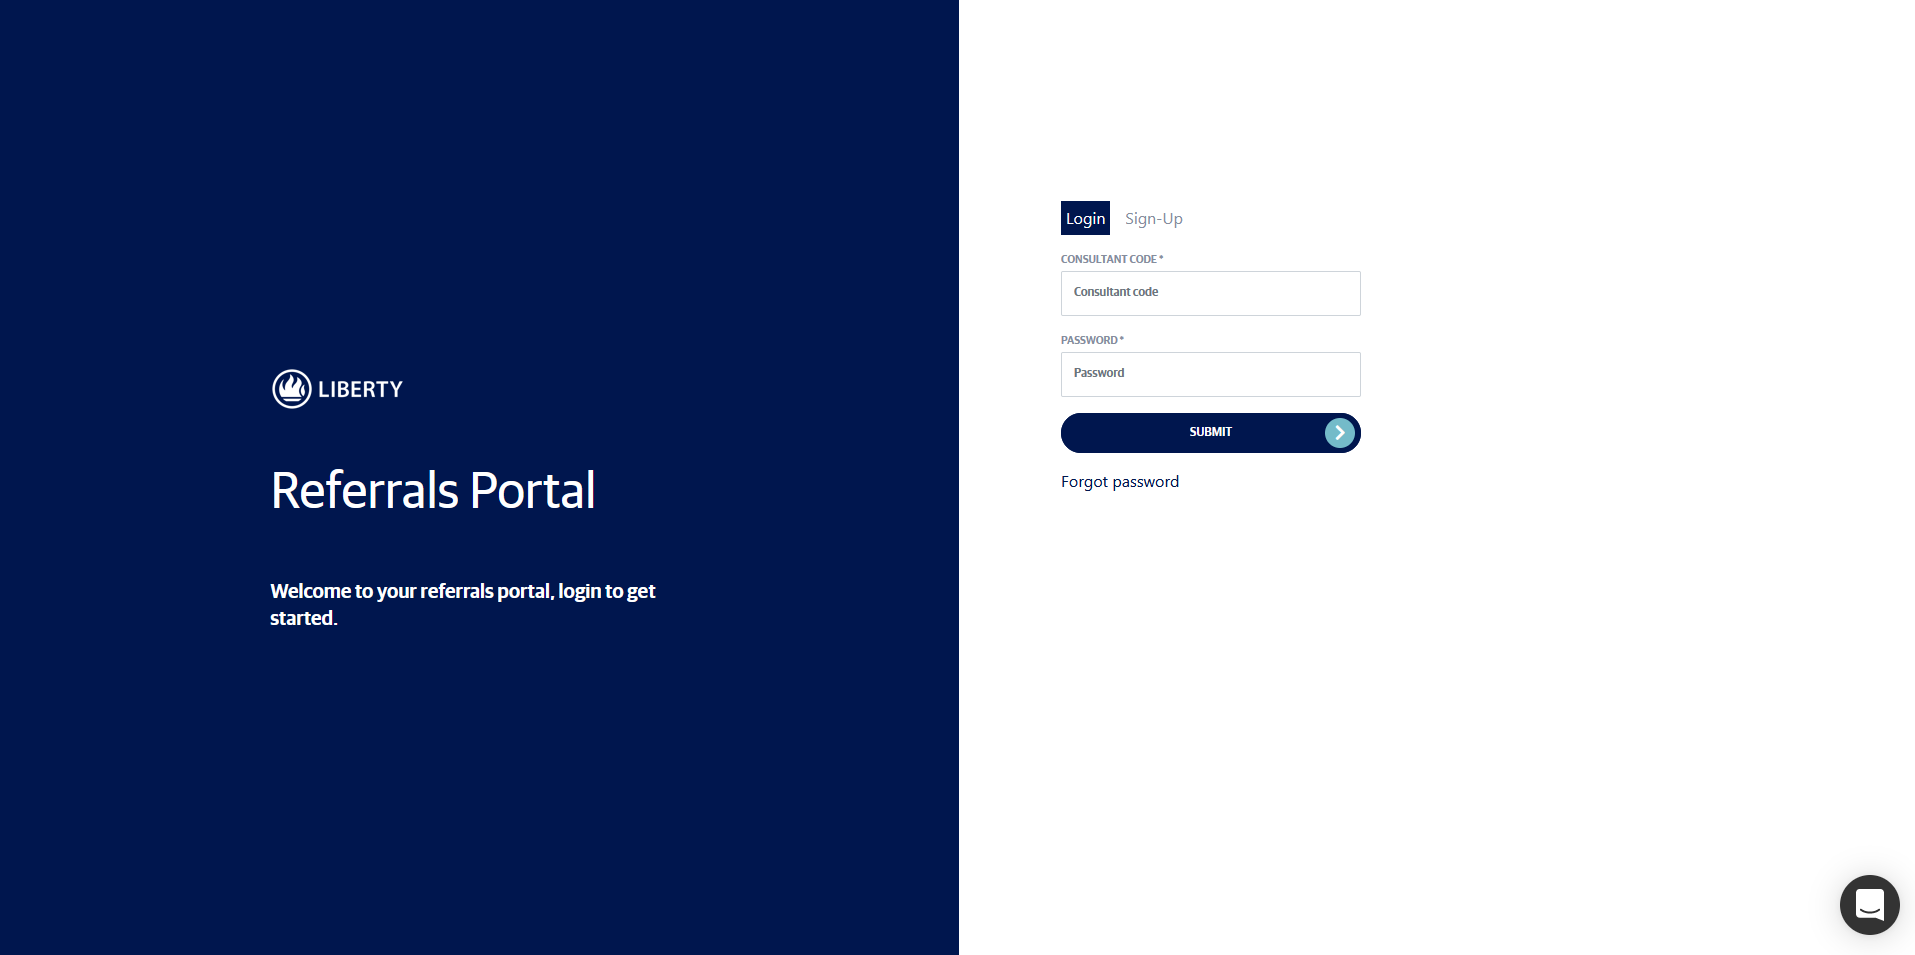 LIBERTY
Referrals Portal
Welcome to your referrals portal, login to get
started.
Login Sign-Up
CONSULTANT CODE *
Consultant code
PASSWORD *
Password
SUBMIT
Forgot password